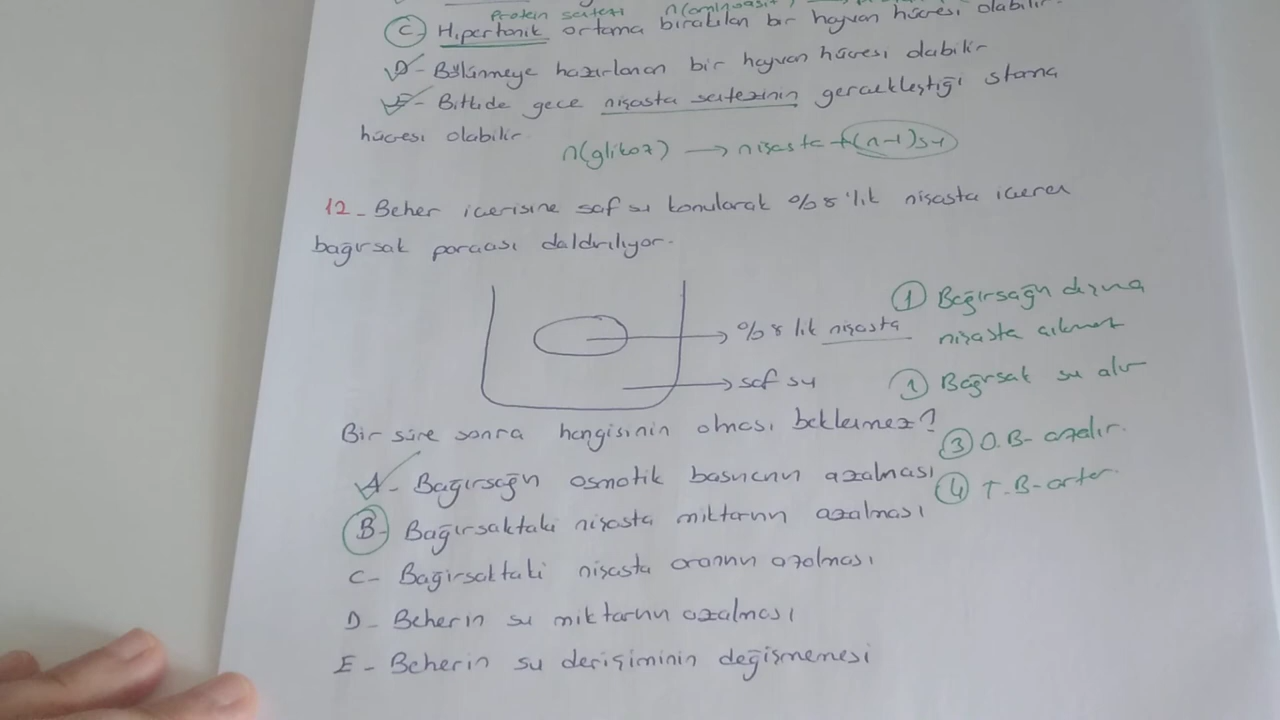 Protein sentezi n(aminoasit)
C Hipertonik ortama bırakılan bir hayvan hücresi olabilir.
D- Bölünmeye hazırlanan bir hayvan hücresi olabilir
E- Bitkide gece nişasta sentezinin gerçekleştiği stoma
hücresi olabilir.
n(glikoz) → nişasta + (n-1)su
12- Beher içerisine saf su konularak %8'lik nişasta içeren
bağırsak parçası daldırılıyor.
%8 lik nişasta
saf su
① Bağırsağın dışına
nişasta çıkmaz
① Bağırsak su alır
③ O.B- azalır.
④ T.B- artar.
Bir süre sonra hangisinin olması beklenmez?
A- Bağırsağın osmotik basıncının azalması
B- Bağırsaktaki nişasta miktarının azalması
C- Bağırsaktaki nişasta oranının azalması
D- Beherin su miktarının azalması
E- Beherin su derişiminin değişmemesi